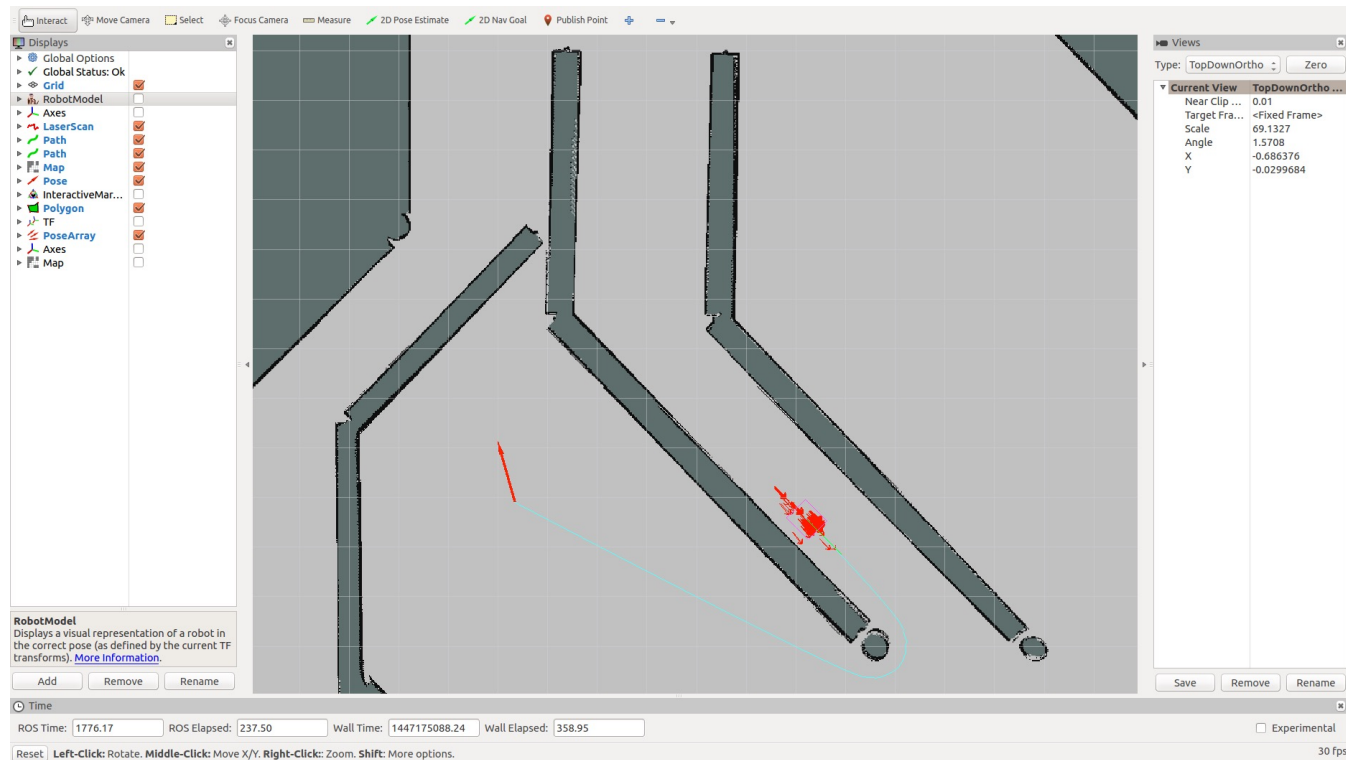 Interact Move Camera Select Focus Camera Measure 2D Pose Estimate 2D Nav Goal Publish Point
Displays
Global Options
Global Status: Ok
Grid
RobotModel
Axes
LaserScan
Path
Path
Map
Pose
InteractiveMar...
Polygon
TF
PoseArray
Axes
Map
RobotModel
Displays a visual representation of a robot in
the correct pose (as defined by the current TF
transforms). More Information.
Add Remove Rename
Views
Type: TopDownOrtho Zero
Current View TopDownOrtho ...
Near Clip ... 0.01
Target Fra... <Fixed Frame>
Scale 69.1327
Angle 1.5708
X -0.686376
Y -0.0299684
Save Remove Rename
Time
ROS Time: 1776.17 ROS Elapsed: 237.50 Wall Time: 1447175088.24 Wall Elapsed: 358.95 Experimental
Reset Left-Click: Rotate. Middle-Click: Move X/Y. Right-Click:: Zoom. Shift: More options. 30 fps